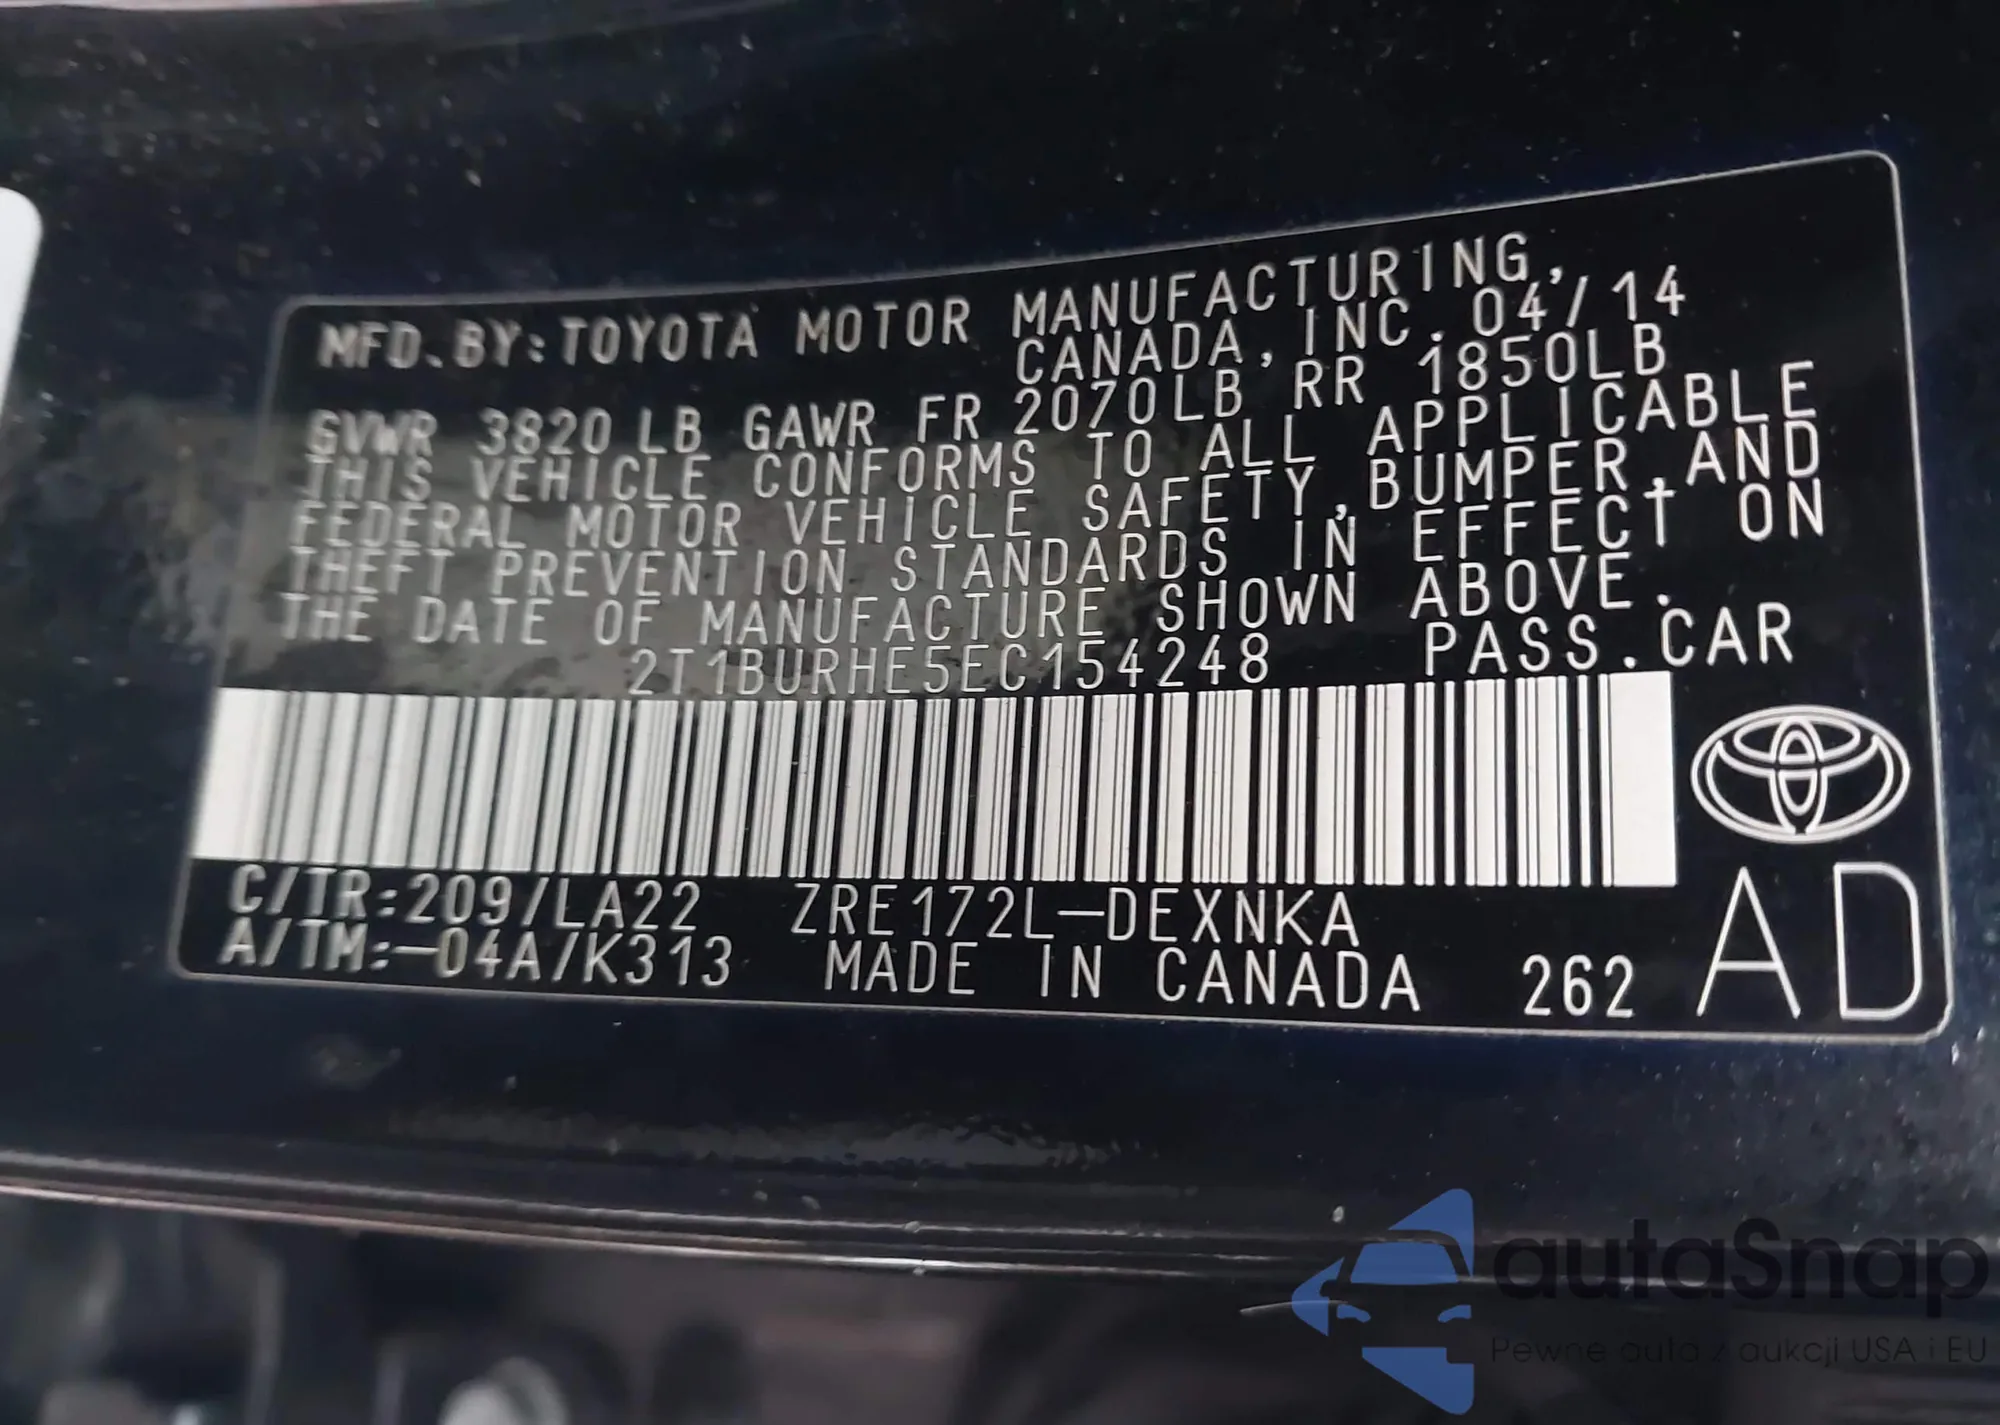 MFD. BY: TOYOTA MOTOR MANUFACTURING,
CANADA, INC. 04/14
GVWR 3820 LB GAWR FR 2070LB RR 1850LB
THIS VEHICLE CONFORMS TO ALL APPLICABLE
FEDERAL MOTOR VEHICLE SAFETY, BUMPER, AND
THEFT PREVENTION STANDARDS IN EFFECT ON
THE DATE OF MANUFACTURE SHOWN ABOVE.
2T1BURHE5EC154248 PASS. CAR
C/TR:209/LA22 ZRE172L-DEXNKA
A/TM:-04A/K313 MADE IN CANADA 262 AD
autaSnap
Pewne auta z aukcji USA i EU